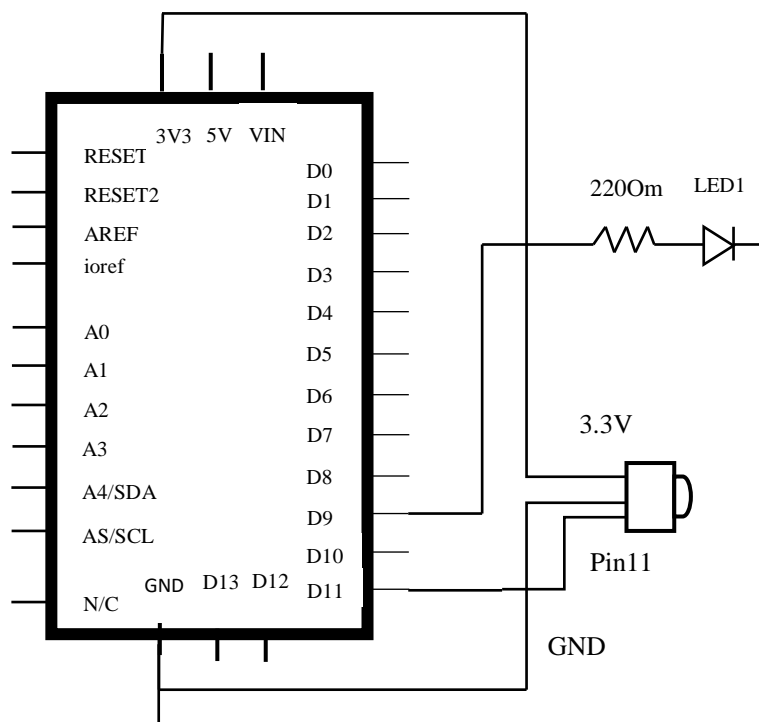 3V3 5V VIN
RESET
RESET2
AREF
ioref
A0
A1
A2
A3
A4/SDA
AS/SCL
N/C
GND D13 D12
D0
D1
D2
D3
D4
D5
D6
D7
D8
D9
D10
D11
220Om
LED1
3.3V
Pin11
GND